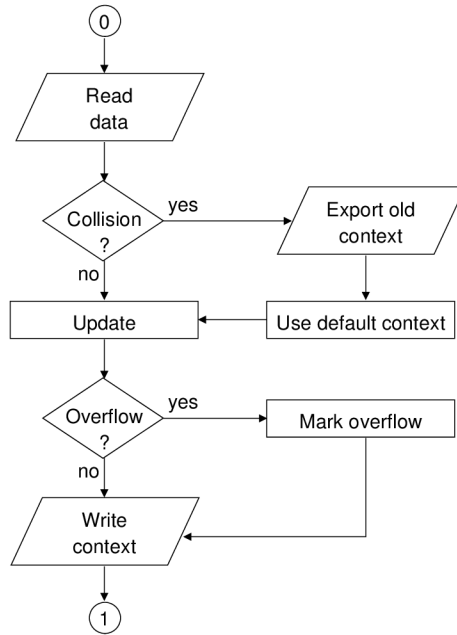 0
Read
data
Collision
?
yes
Export old
context
no
Update
Use default context
Overflow
?
yes
Mark overflow
no
Write
context
1